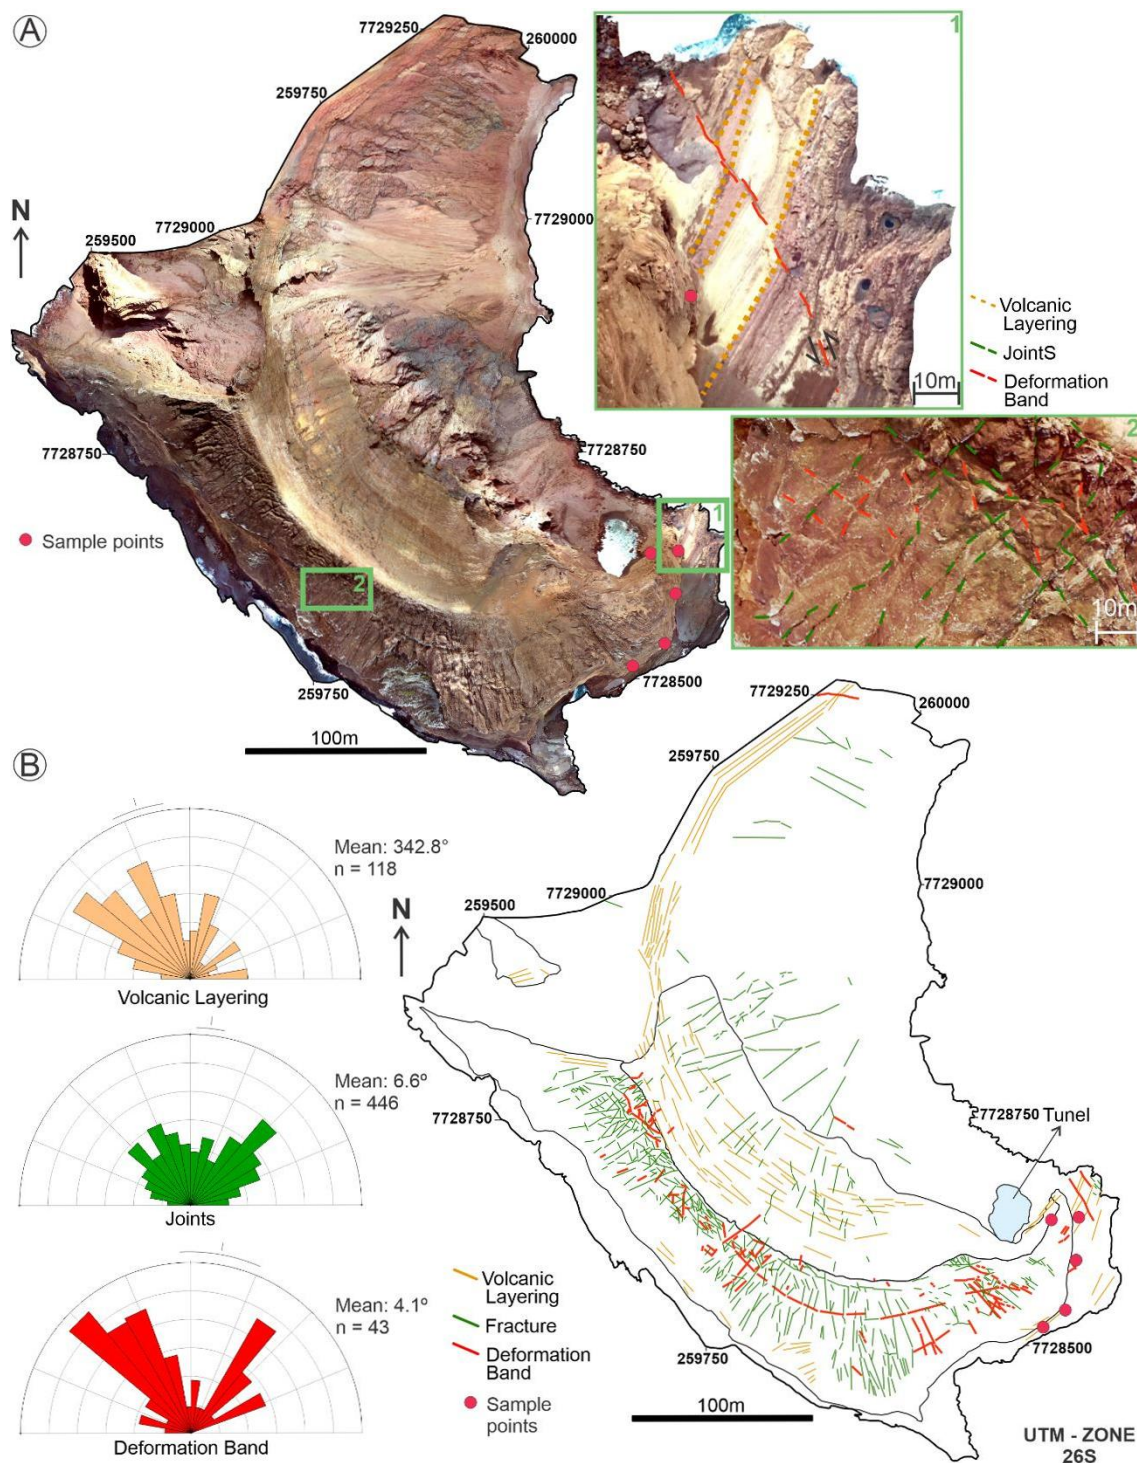 A
7729250
260000
259750
N
7729000
259500
7729000
7728750
7728750
Sample points
1
2
7728500
259750
100m
1
10m
Volcanic
Layering
JointS
Deformation
Band
2
10m
B
Mean: 342.8°
n = 118
Volcanic Layering
Mean: 6.6º
n = 446
Joints
Mean: 4.1º
n = 43
Deformation Band
7729250
260000
259750
N
7729000
259500
7729000
7728750
7728750
Tunel
Volcanic
Layering
Fracture
Deformation
Band
Sample
points
259750
7728500
100m
UTM - ZONE
26S